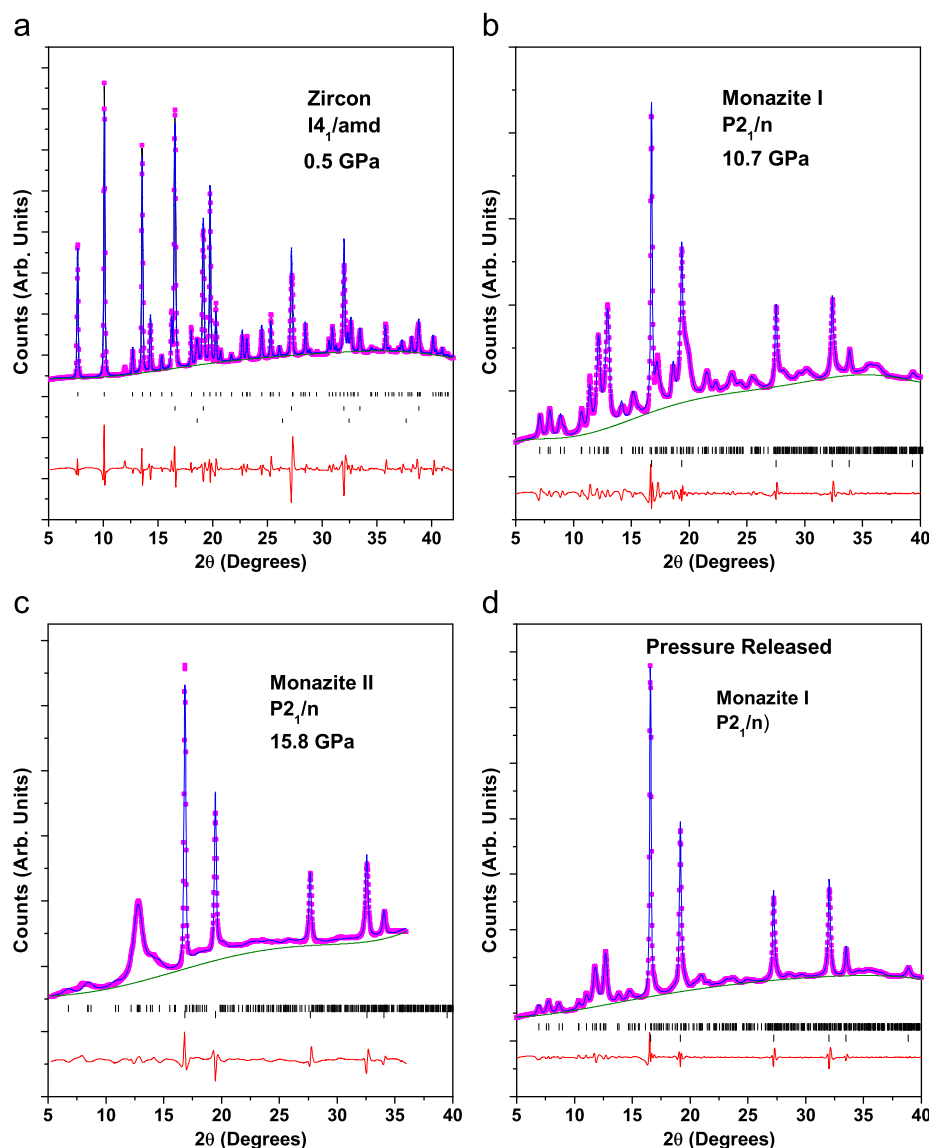 a
Zircon
I4₁/amd
0.5 GPa
Counts (Arb. Units)
5 10 15 20 25 30 35 40
2θ (Degrees)
b
Monazite I
P2₁/n
10.7 GPa
Counts (Arb. Units)
5 10 15 20 25 30 35 40
2θ (Degrees)
c
Monazite II
P2₁/n
15.8 GPa
Counts (Arb. Units)
5 10 15 20 25 30 35 40
2θ (Degrees)
d
Pressure Released
Monazite I
P2₁/n)
Counts (Arb. Units)
5 10 15 20 25 30 35 40
2θ (Degrees)